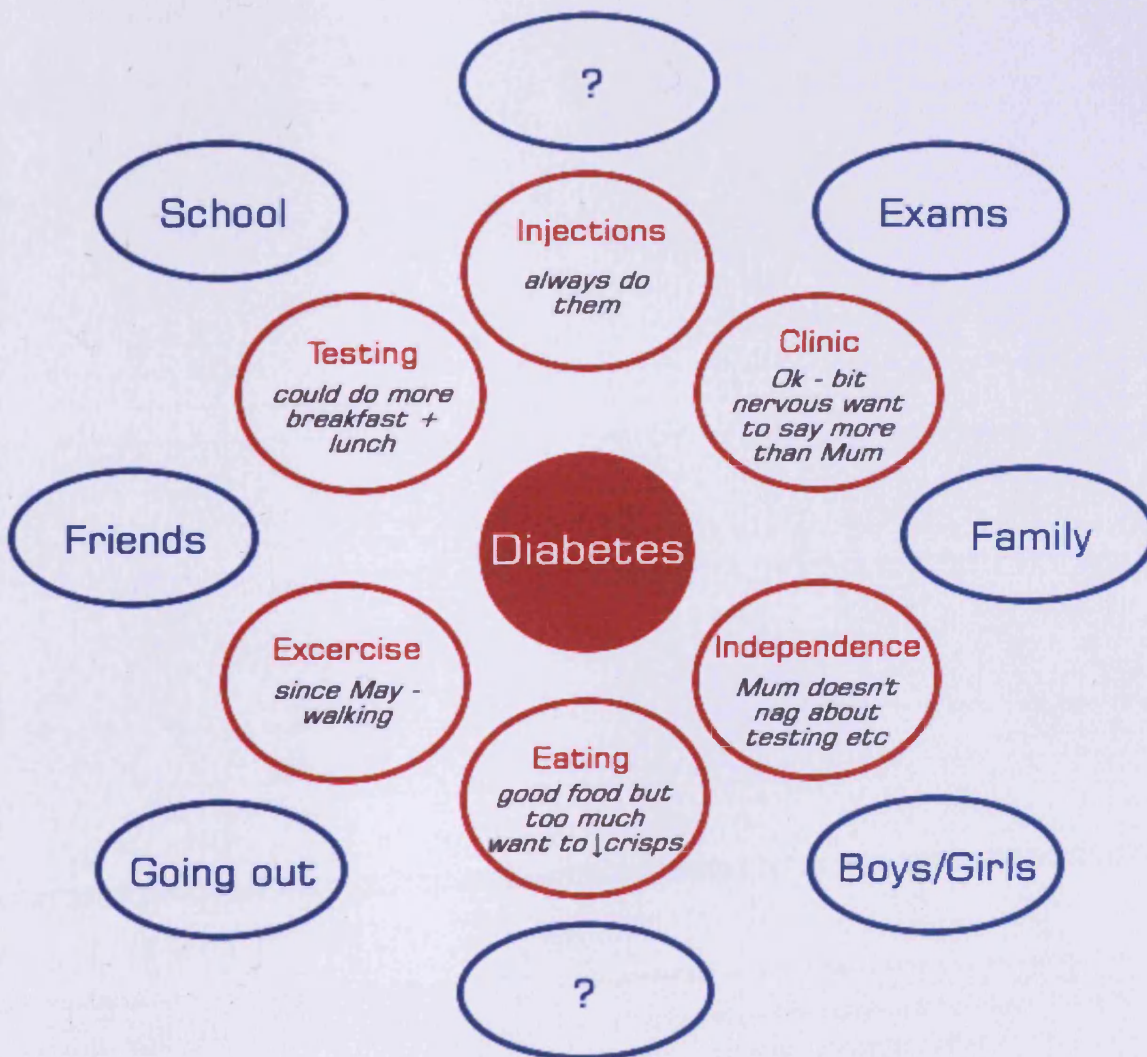 ?
School
Exams
Injections
always do
them
Testing
could do more
breakfast +
lunch
Clinic
Ok - bit
nervous want
to say more
than Mum
Friends
Diabetes
Family
Excercise
since May -
walking
Independence
Mum doesn't
nag about
testing etc
Eating
good food but
too much
want to ↓crisps
Going out
Boys/Girls
?